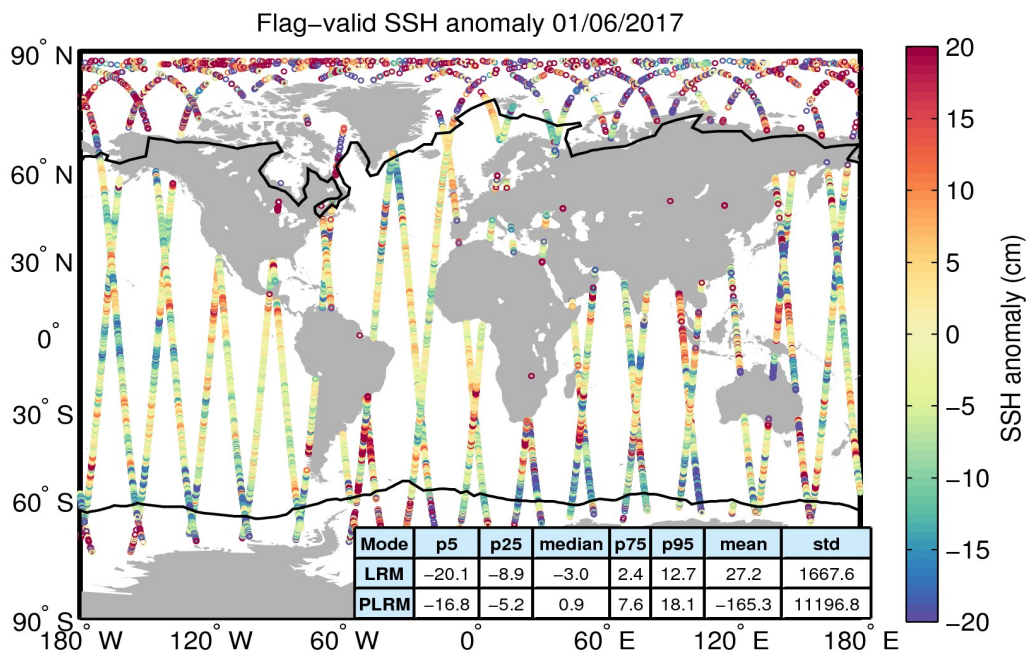 Flag−valid SSH anomaly 01/06/2017
90° N
60° N
30° N
0°
30° S
60° S
90° S
180° W
120° W
60° W
0°
60° E
120° E
180° E
Mode p5 p25 median p75 p95 mean std
LRM −20.1 −8.9 −3.0 2.4 12.7 27.2 1667.6
PLRM −16.8 −5.2 0.9 7.6 18.1 −165.3 11196.8
20
15
10
5
0
−5
−10
−15
−20
SSH anomaly (cm)